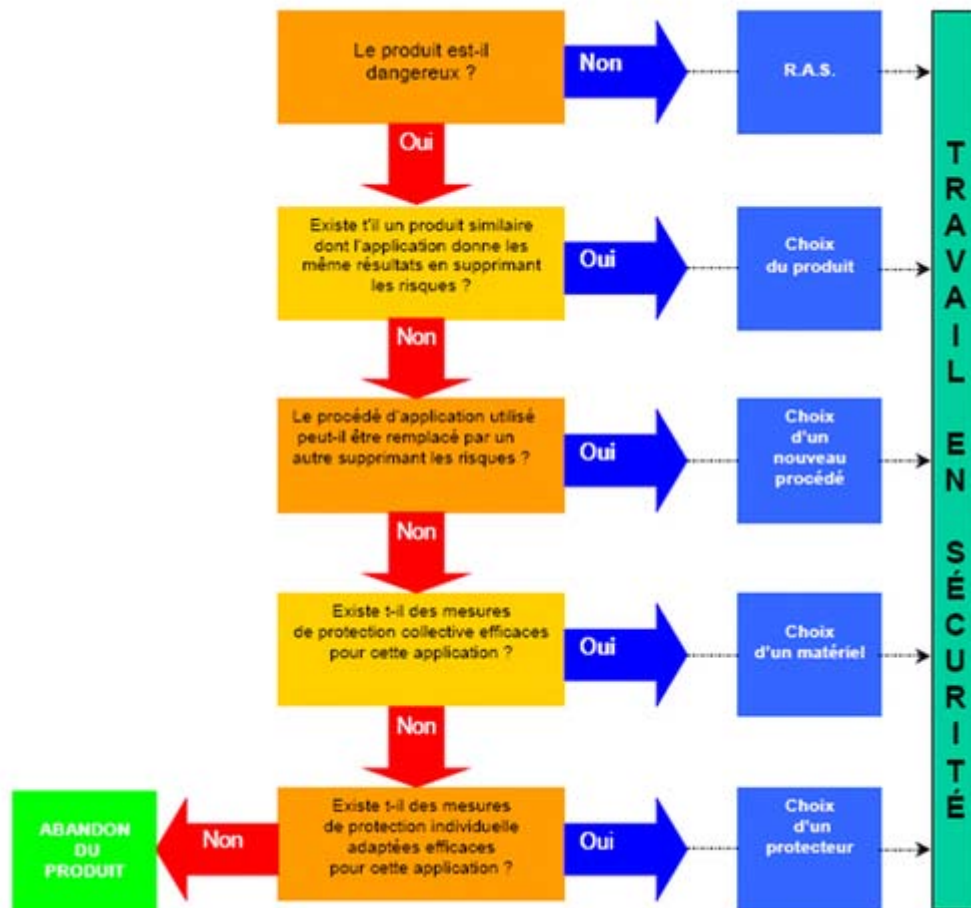 Le produit est-il
dangereux ?
Non
R.A.S.
Oui
Existe t'il un produit similaire
dont l'application donne les
même résultats en supprimant
les risques ?
Oui
Choix
du produit
Non
Le procédé d'application utilisé
peut-il être remplacé par un
autre supprimant les risques ?
Oui
Choix
d'un
nouveau
procédé
Non
Existe t-il des mesures
de protection collective efficaces
pour cette application ?
Oui
Choix
d'un matériel
Non
Existe t-il des mesures
de protection individuelle
adaptées efficaces
pour cette application ?
Oui
Choix
d'un
protecteur
Non
ABANDON
DU
PRODUIT
TRAVAIL EN SÉCURITÉ